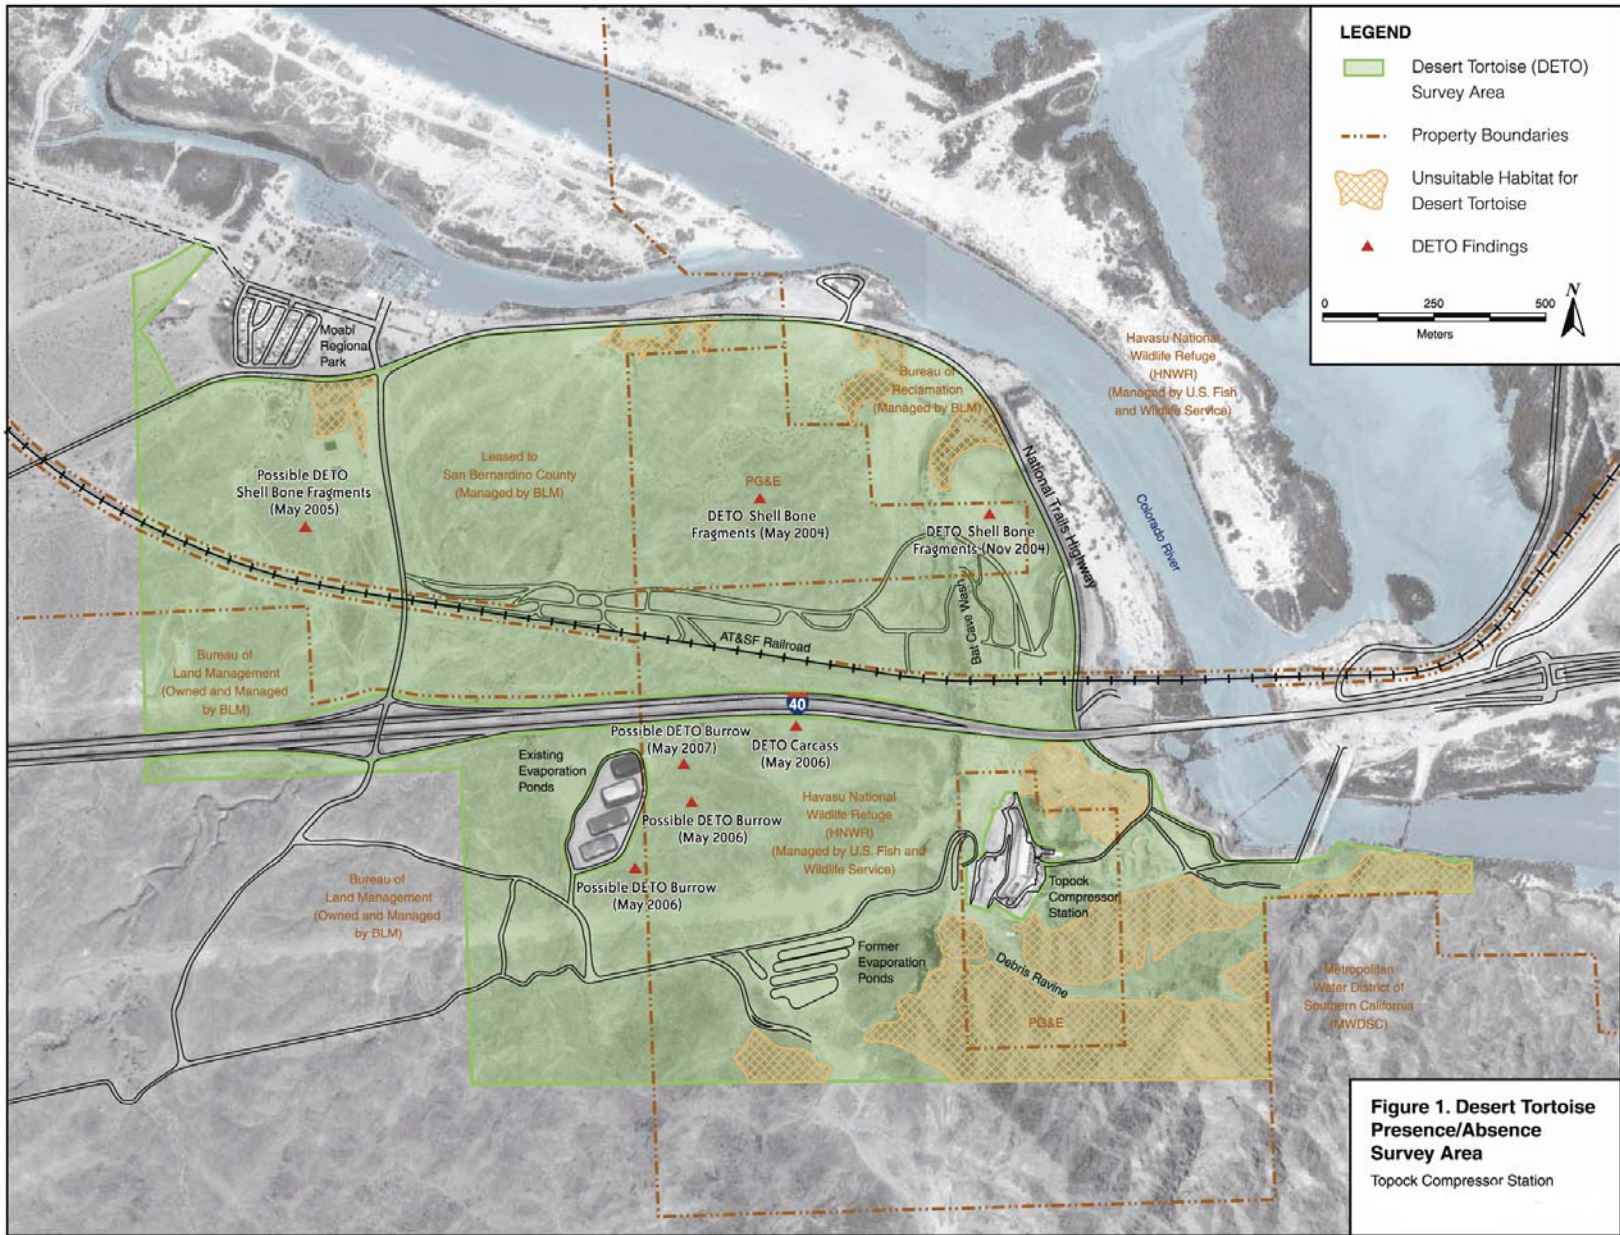 LEGEND
Desert Tortoise (DETO)
Survey Area
Property Boundaries
Unsuitable Habitat for
Desert Tortoise
DETO Findings
N
0 250 500
Meters
Moabi
Regional
Park
Havasu National
Wildlife Refuge
(HNWR)
(Managed by U.S. Fish
and Wildlife Service)
Bureau of
Reclamation
(Managed by BLM)
Leased to
San Bernardino County
(Managed by BLM)
Possible DETO
Shell Bone Fragments
(May 2005)
PG&E
DETO Shell Bone
Fragments (May 2004)
DETO Shell Bone
Fragments (Nov 2004)
National Trails Highway
Colorado River
Bat Cave Wash
AT&SF Railroad
Bureau of
Land Management
(Owned and Managed
by BLM)
40
Possible DETO Burrow
(May 2007)
DETO Carcass
(May 2006)
Existing
Evaporation
Ponds
Possible DETO Burrow
(May 2006)
Havasu National
Wildlife Refuge
(HNWR)
(Managed by U.S. Fish and
Wildlife Service)
Possible DETO Burrow
(May 2006)
Bureau of
Land Management
(Owned and Managed
by BLM)
Topock
Compressor
Station
Former
Evaporation
Ponds
Debris Ravine
PG&E
Metropolitan
Water District of
Southern California
(MWDSC)
Figure 1. Desert Tortoise
Presence/Absence
Survey Area
Topock Compressor Station